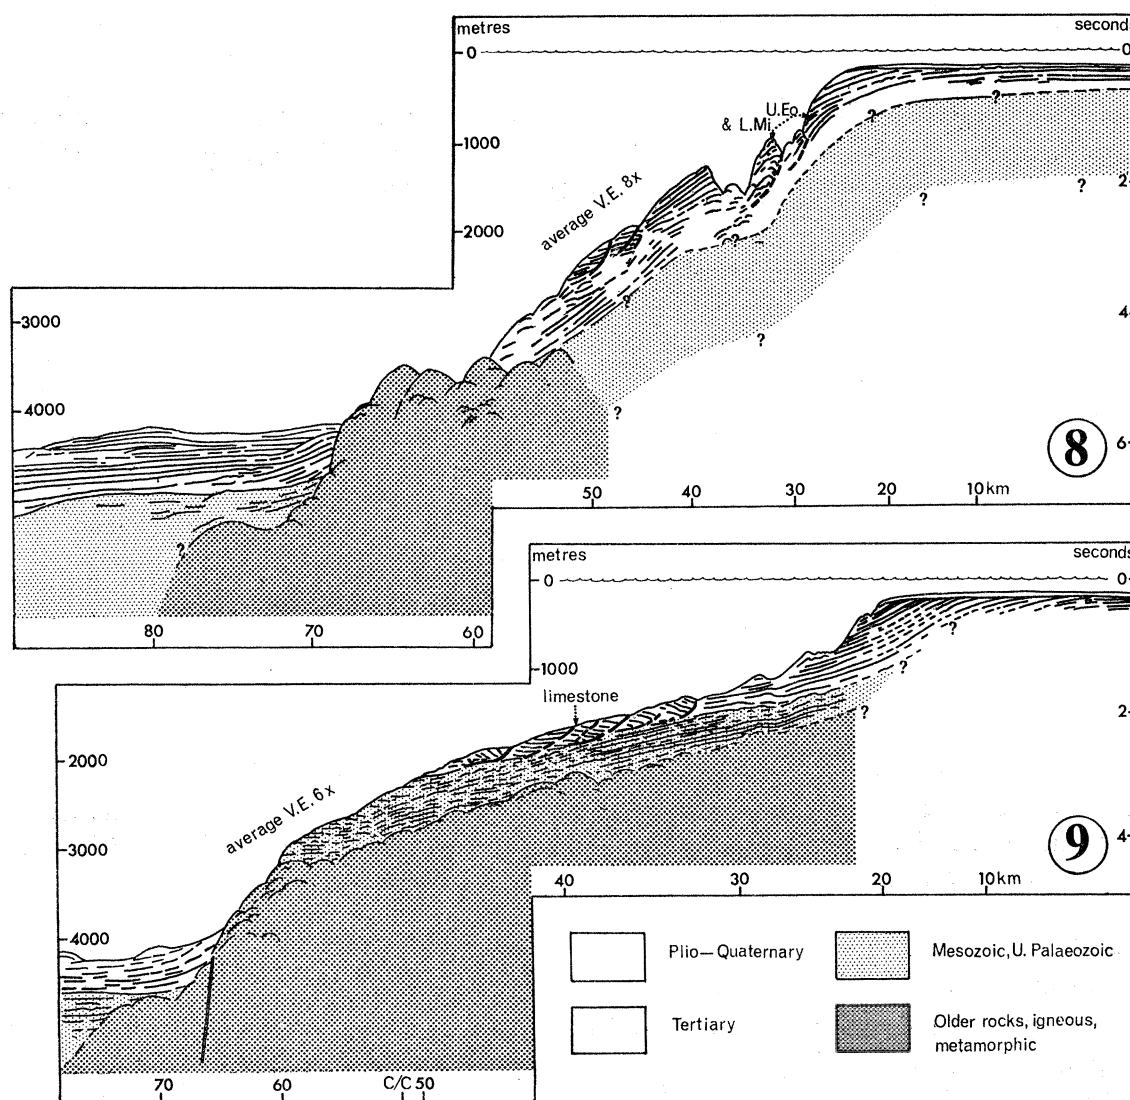 metres
seconds
0
0
U.Eo.
& L.Mi.
?
?
1000
average V.E. 8x
2
?
?
2000
?
?
3000
4
?
4000
?
6
8
50
40
30
20
10km
?
80
70
60
metres
seconds
0
0
?
1000
?
limestone
?
2
2000
average V.E. 6x
3000
4
9
40
30
20
10km
4000
Plio—Quaternary
Mesozoic, U. Palaeozoic
Tertiary
Older rocks, igneous,
metamorphic
70
60
C/C 50